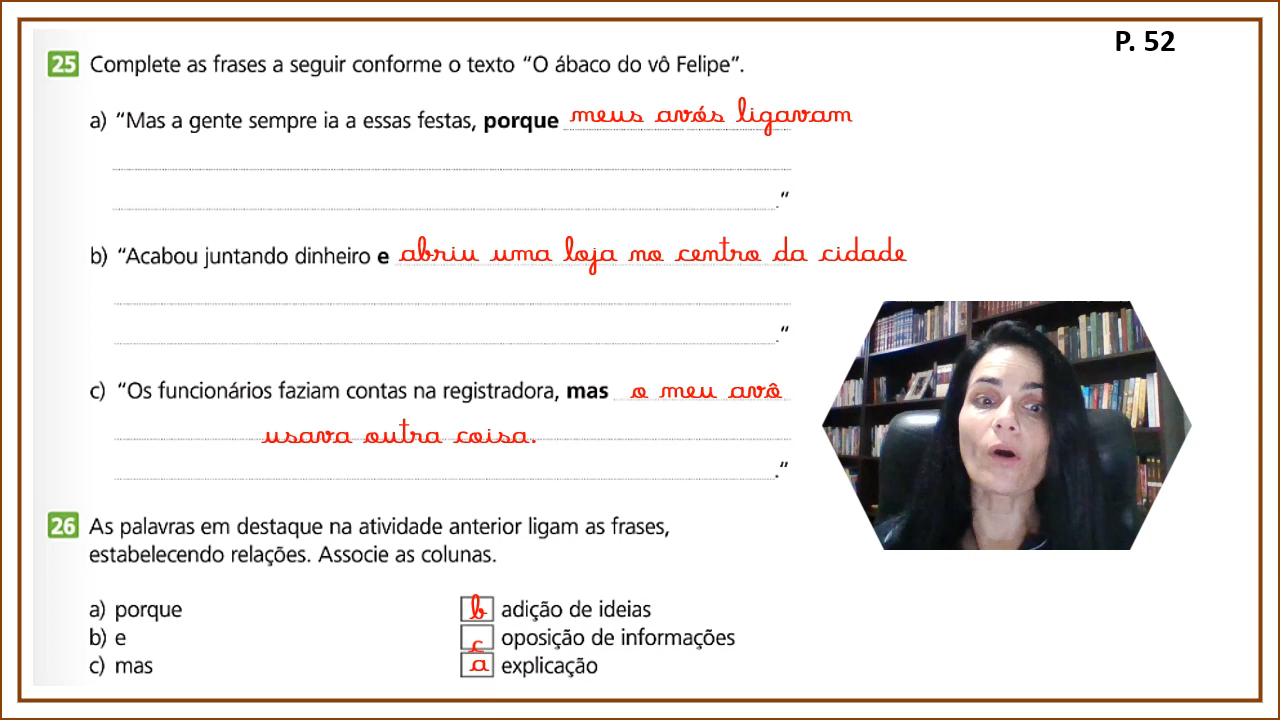 P. 52
25 Complete as frases a seguir conforme o texto “O ábaco do vô Felipe”.
a) “Mas a gente sempre ia a essas festas, porque meus avós ligavam
.”
b) “Acabou juntando dinheiro e abriu uma loja no centro da cidade
.”
c) “Os funcionários faziam contas na registradora, mas o meu avô
usava outra coisa.
.”
26 As palavras em destaque na atividade anterior ligam as frases,
estabelecendo relações. Associe as colunas.
a) porque b adição de ideias
b) e c oposição de informações
c) mas a explicação